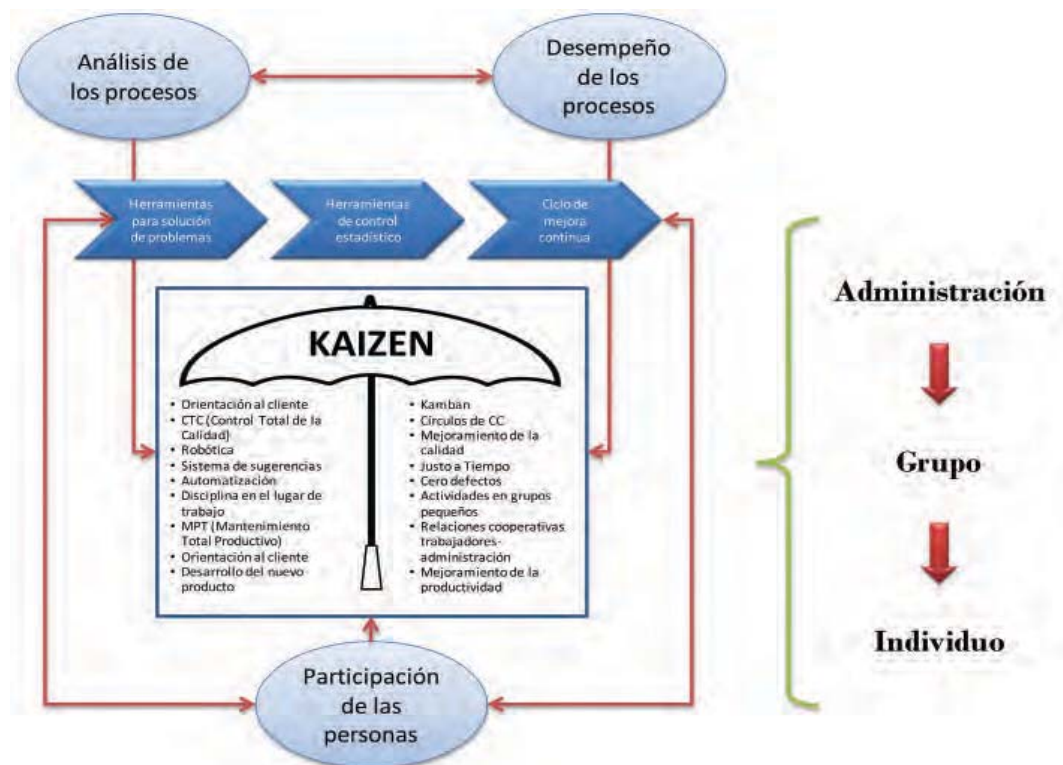 Análisis de
los procesos
Desempeño
de los
procesos
Herramientas
para solución
de problemas
Herramientas
de control
estadístico
Ciclo de
mejora
continua
KAIZEN
• Orientación al cliente
• CTC (Control Total de la
Calidad)
• Robótica
• Sistema de sugerencias
• Automatización
• Disciplina en el lugar de
trabajo
• MPT (Mantenimiento
Total Productivo)
• Orientación al cliente
• Desarrollo del nuevo
producto
• Kamban
• Círculos de CC
• Mejoramiento de la
calidad
• Justo a Tiempo
• Cero defectos
• Actividades en grupos
pequeños
• Relaciones cooperativas
trabajadores-
administración
• Mejoramiento de la
productividad
Participación
de las
personas
Administración
Grupo
Individuo